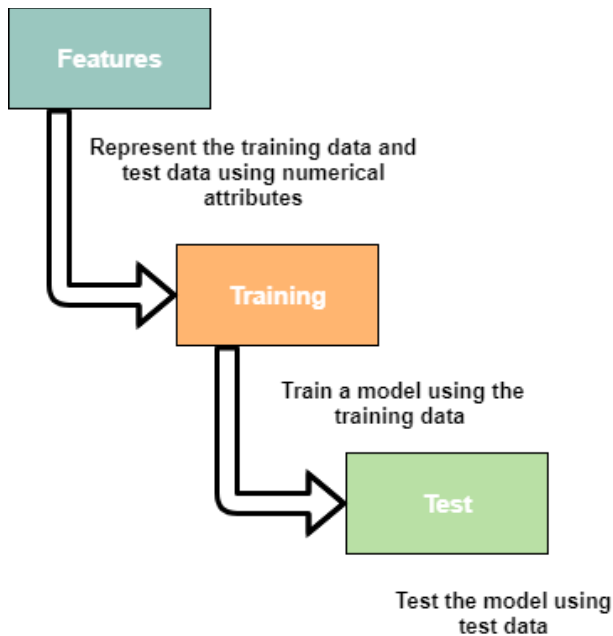 Features
Represent the training data and
test data using numerical
attributes
Training
Train a model using the
training data
Test
Test the model using
test data